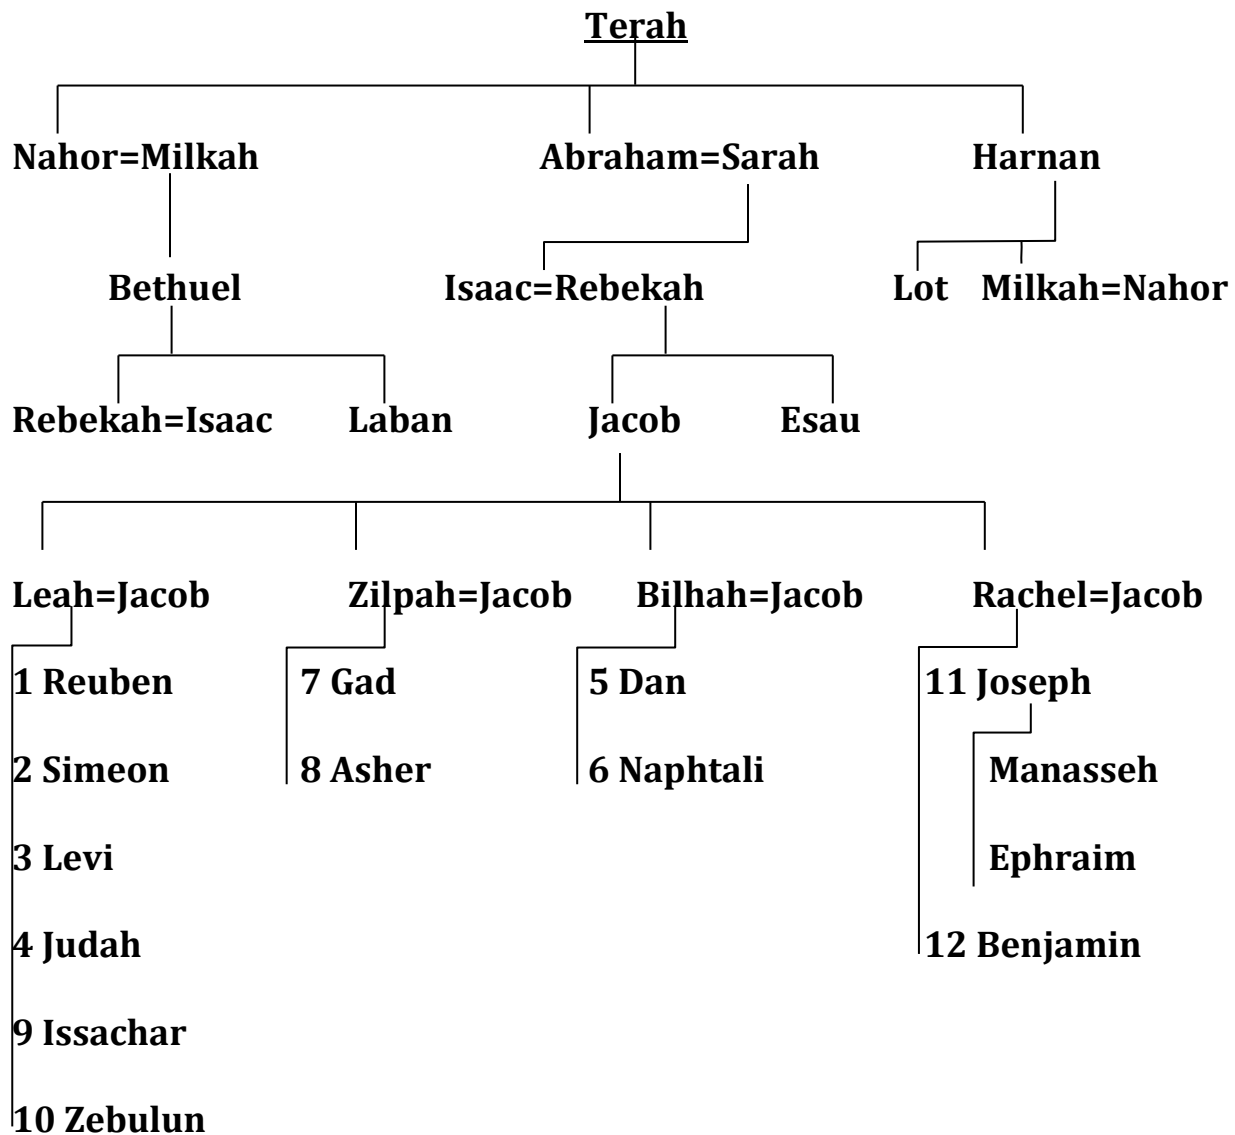 Terah
Nahor=Milkah Abraham=Sarah Harnan
Bethuel Isaac=Rebekah Lot Milkah=Nahor
Rebekah=Isaac Laban Jacob Esau
Leah=Jacob Zilpah=Jacob Bilhah=Jacob Rachel=Jacob
1 Reuben 7 Gad 5 Dan 11 Joseph
2 Simeon 8 Asher 6 Naphtali Manasseh
3 Levi Ephraim
4 Judah 12 Benjamin
9 Issachar
10 Zebulun